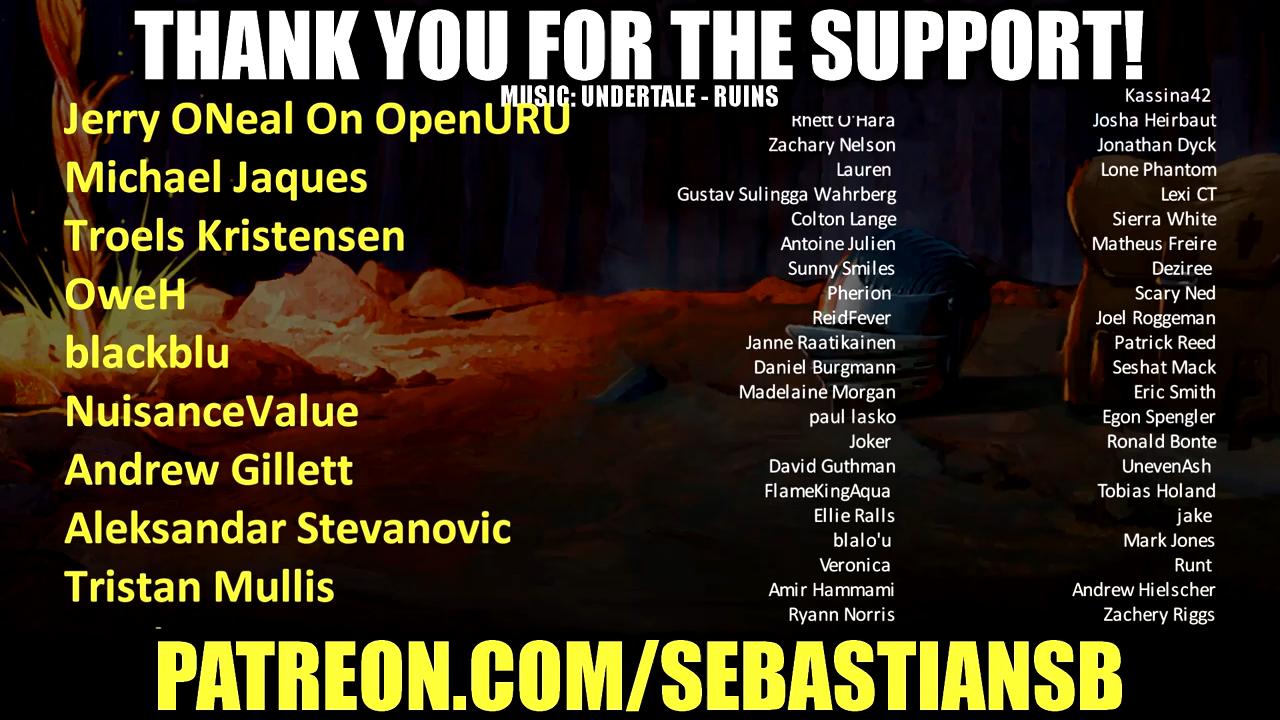 THANK YOU FOR THE SUPPORT!
MUSIC: UNDERTALE - RUINS
Jerry ONeal On OpenURU
Michael Jaques
Troels Kristensen
OweH
blackblu
NuisanceValue
Andrew Gillett
Aleksandar Stevanovic
Tristan Mullis
Rhett O'Hara
Zachary Nelson
Lauren
Gustav Sulingga Wahrberg
Colton Lange
Antoine Julien
Sunny Smiles
Pherion
ReidFever
Janne Raatikainen
Daniel Burgmann
Madelaine Morgan
paul lasko
Joker
David Guthman
FlameKingAqua
Ellie Ralls
blalo'u
Veronica
Amir Hammami
Ryann Norris
Kassina42
Josha Heirbaut
Jonathan Dyck
Lone Phantom
Lexi CT
Sierra White
Matheus Freire
Deziree
Scary Ned
Joel Roggeman
Patrick Reed
Seshat Mack
Eric Smith
Egon Spengler
Ronald Bonte
UnevenAsh
Tobias Holand
jake
Mark Jones
Runt
Andrew Hielscher
Zachery Riggs
PATREON.COM/SEBASTIANSB